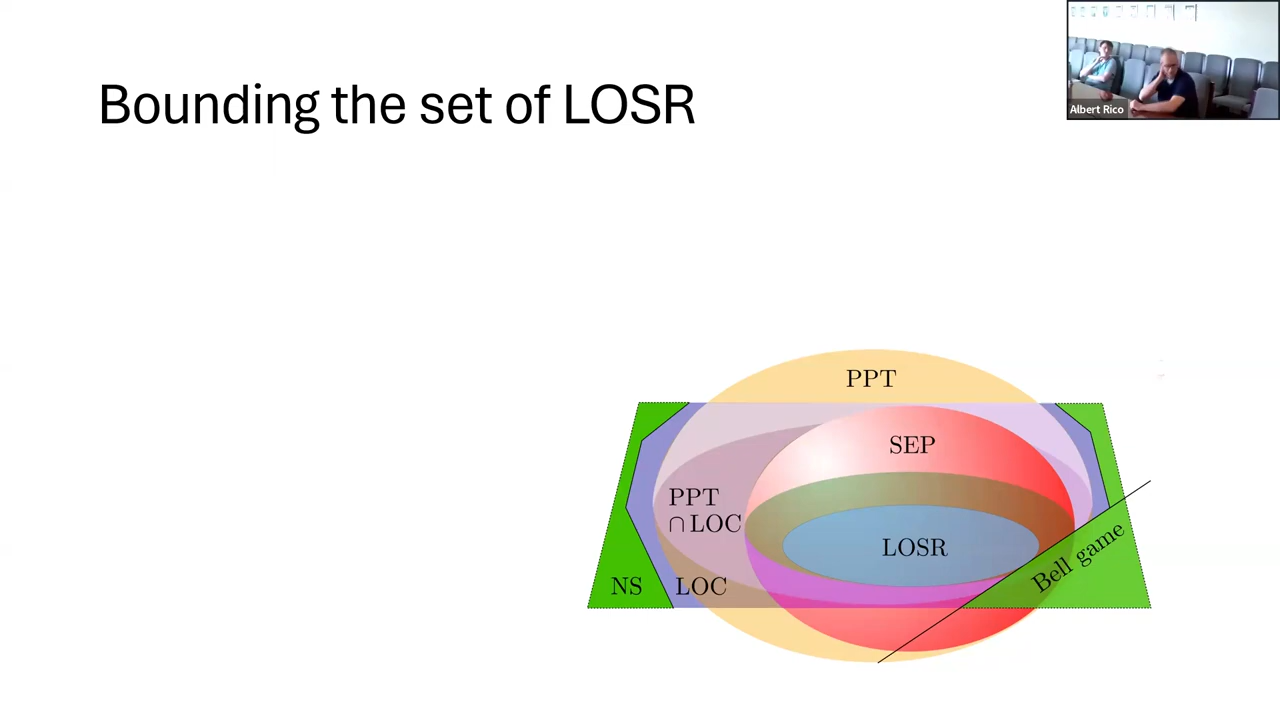 Bounding the set of LOSR
Albert Rico
PPT
SEP
PPT
∩ LOC
LOSR
Bell game
NS
LOC